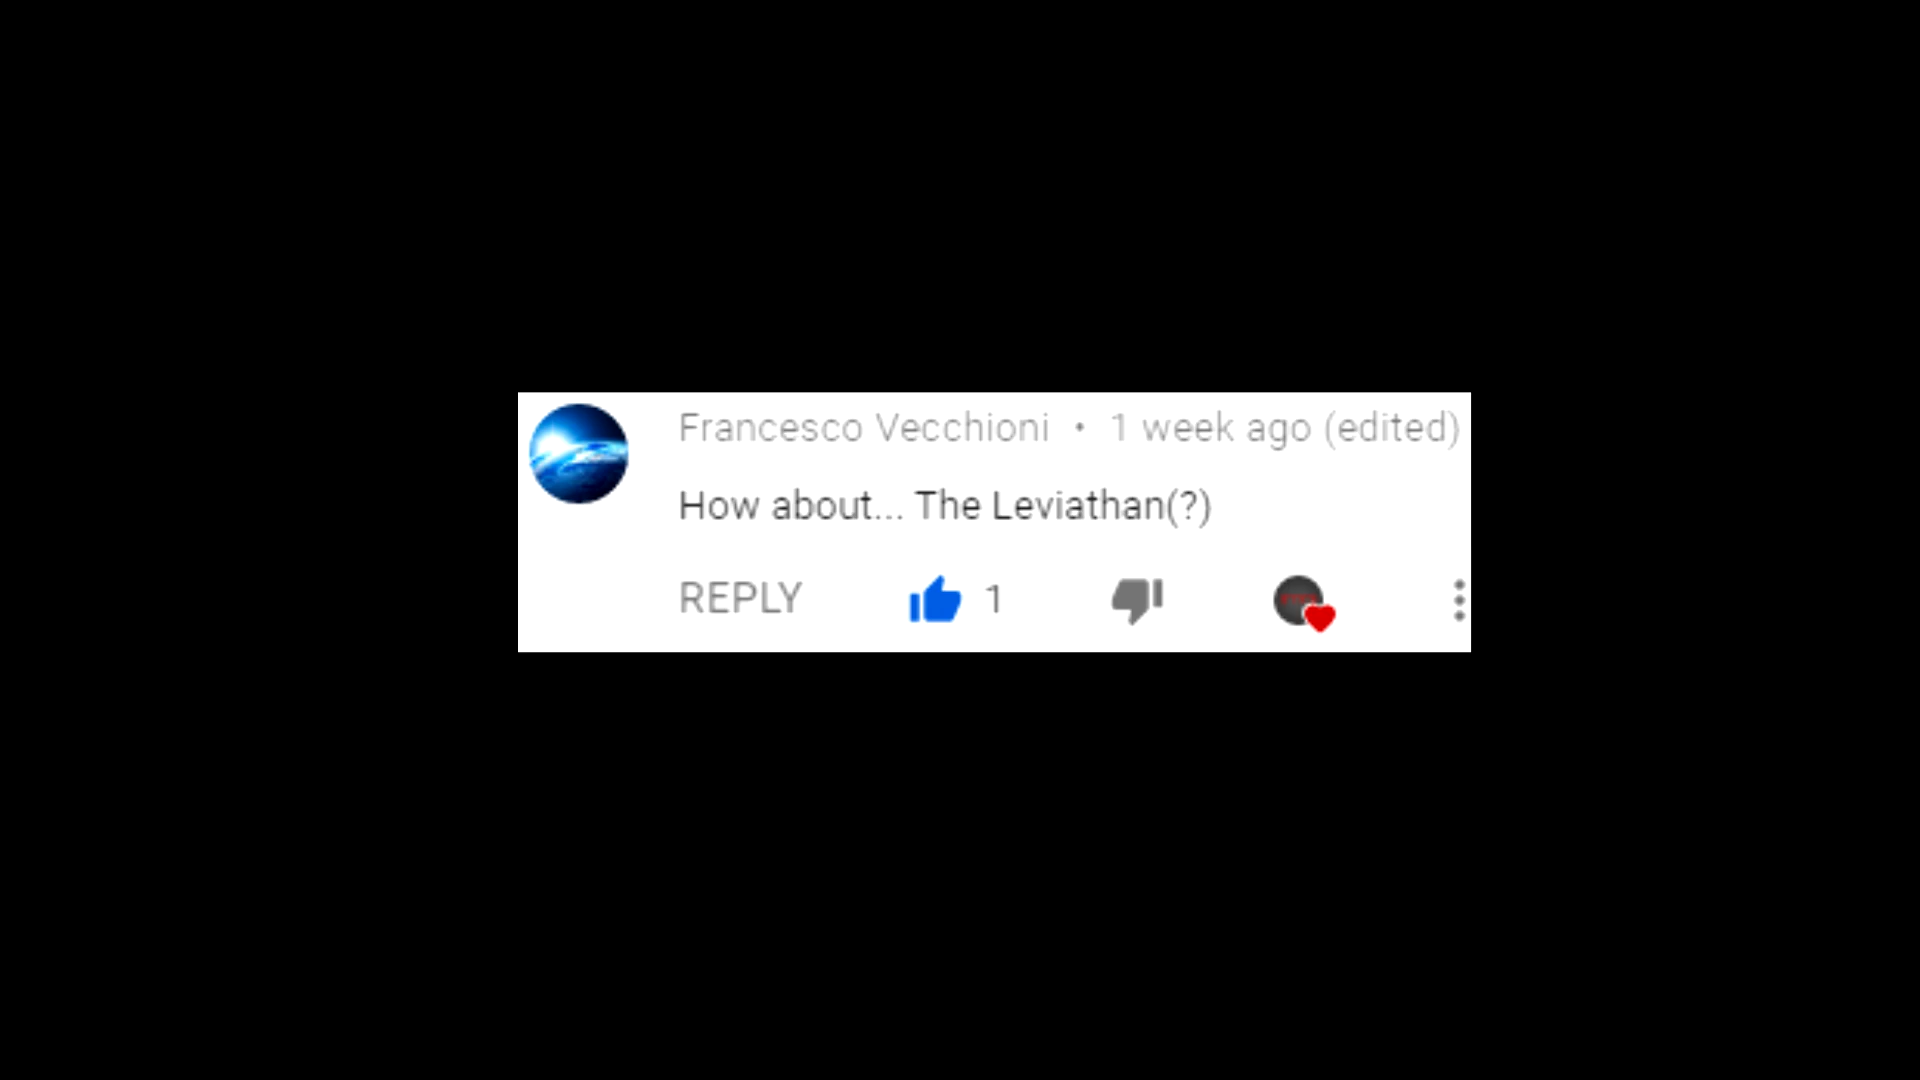 Francesco Vecchioni • 1 week ago (edited)
How about... The Leviathan(?)
REPLY 1